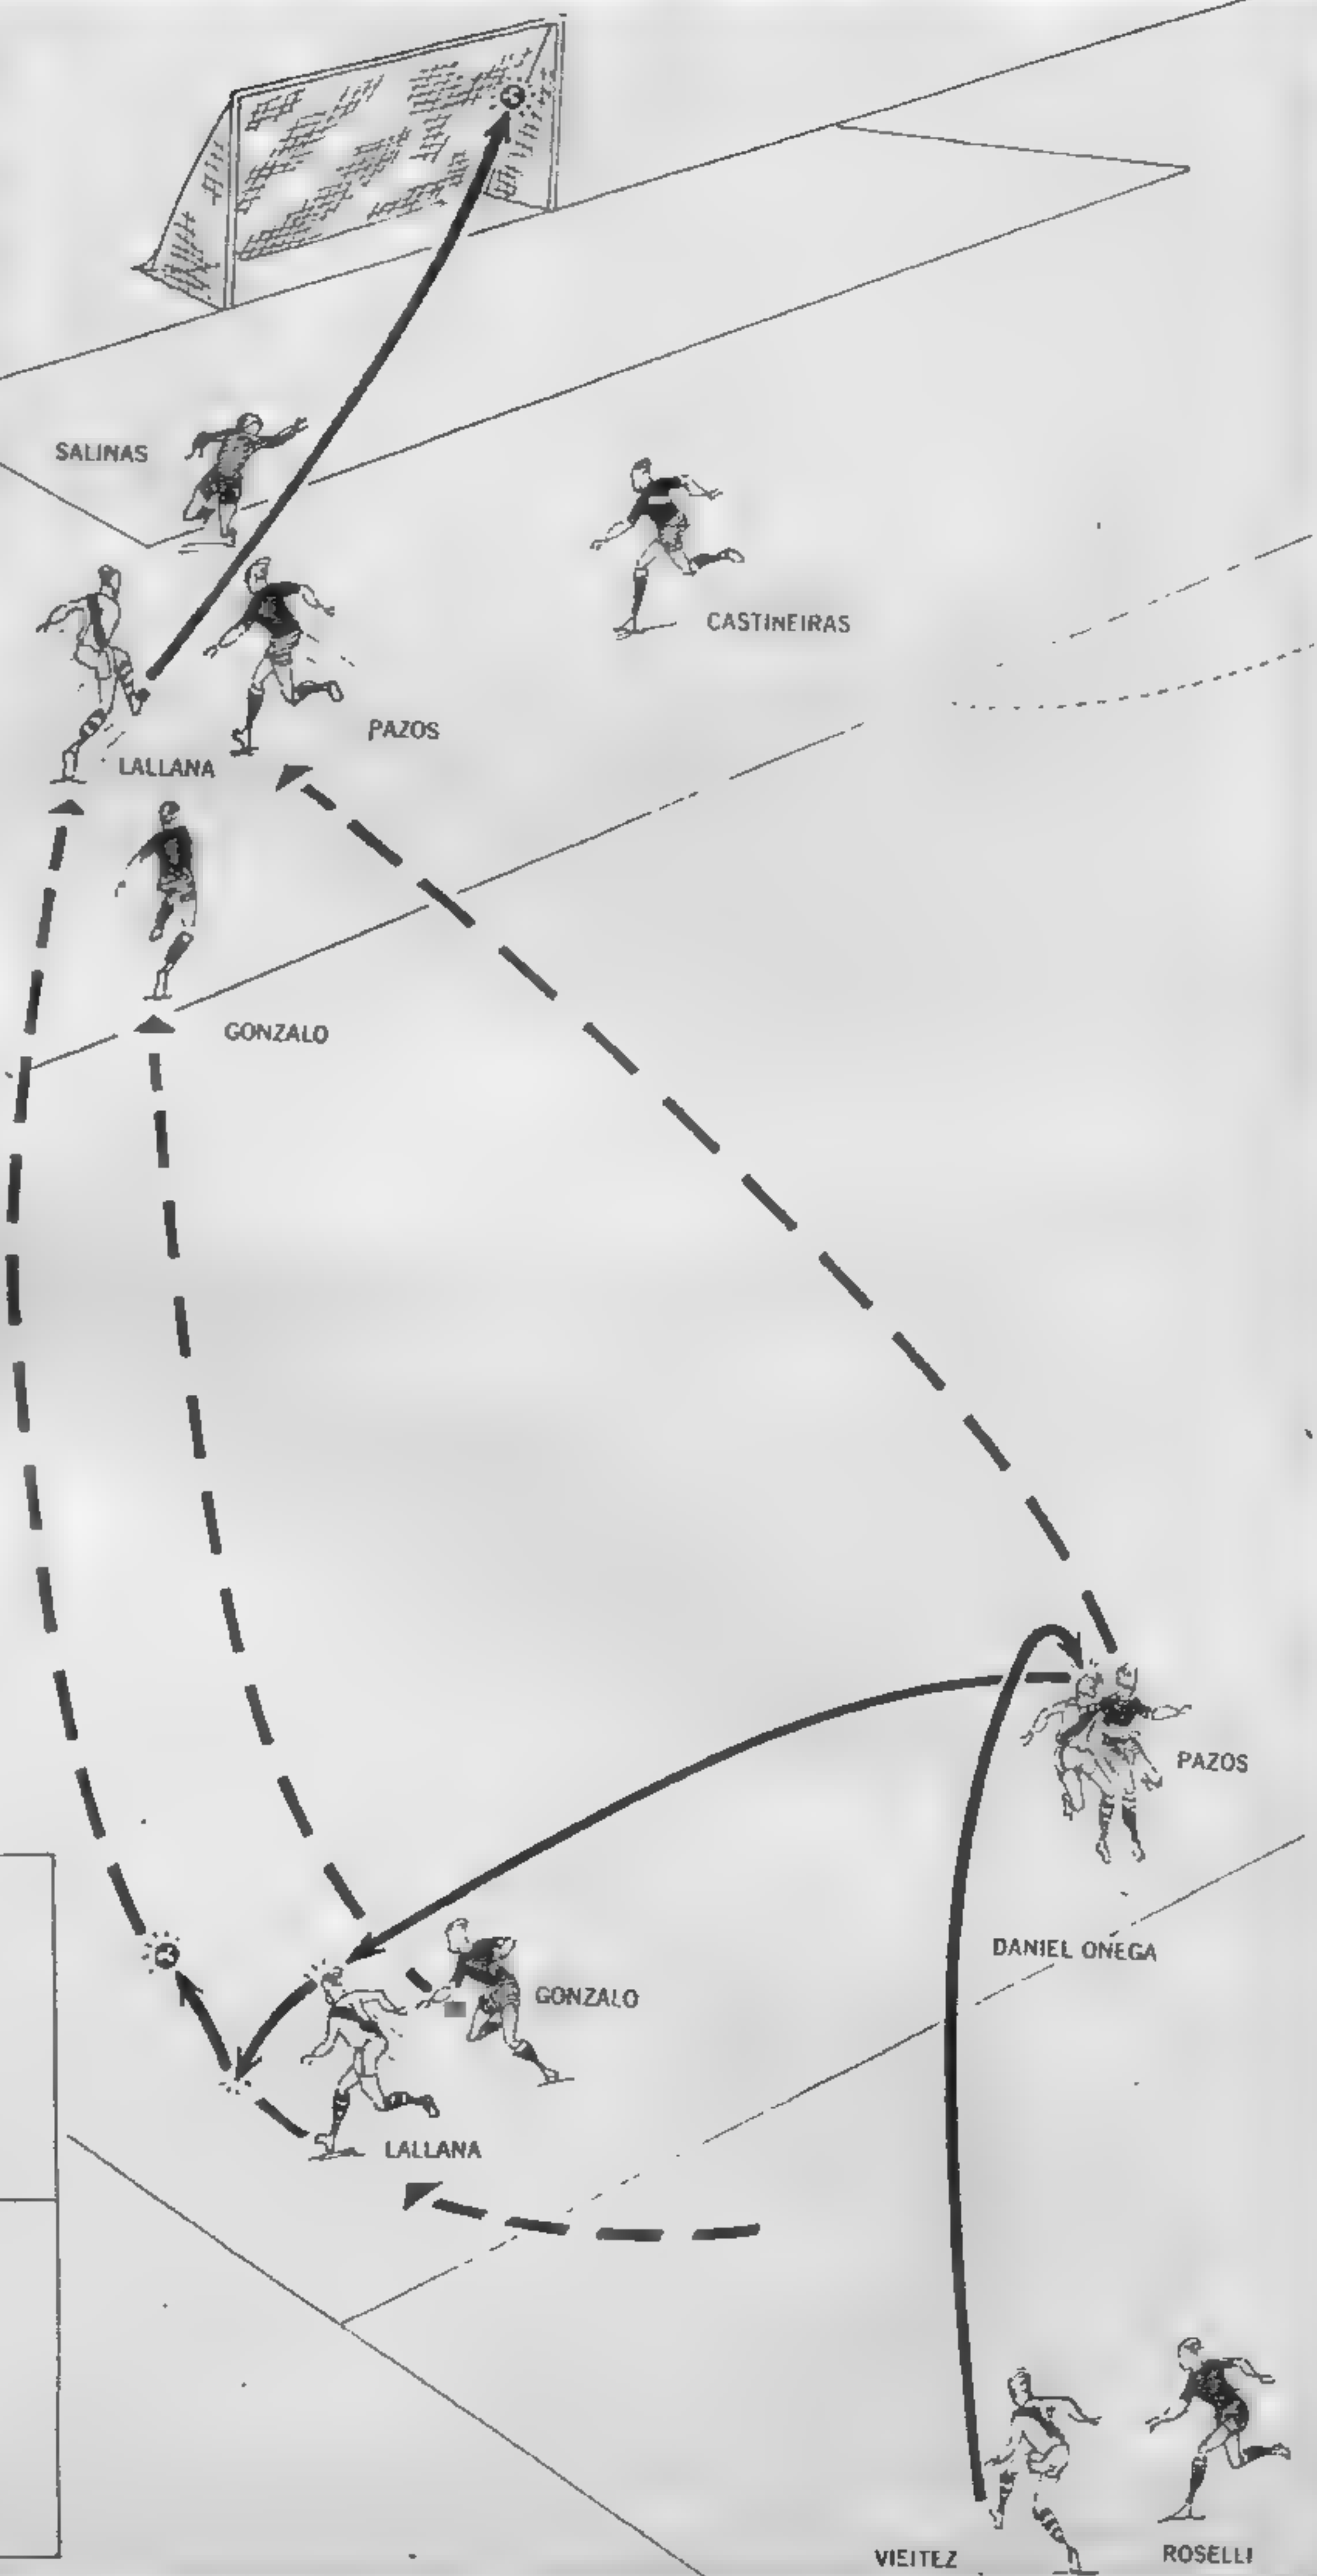 SALINAS
CASTINEIRAS
PAZOS
LALLANA
GONZALO
PAZOS
DANIEL ONEGA
GONZALO
LALLANA
VIEITEZ
ROSELLI